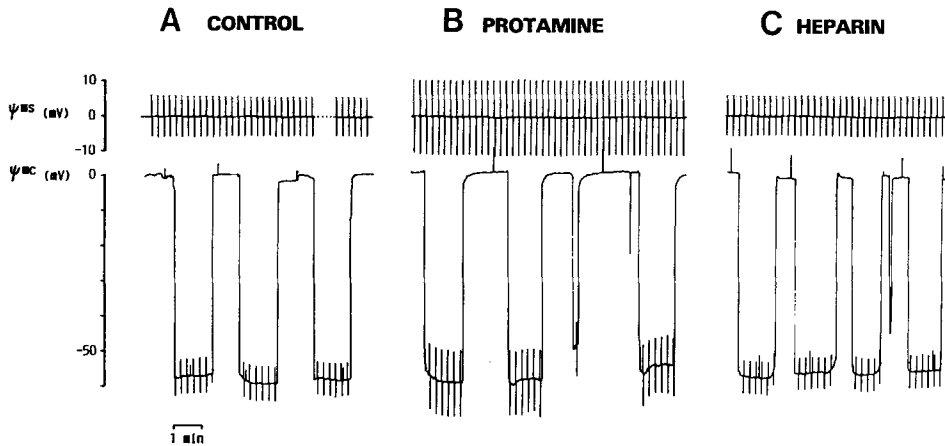 A CONTROL
B PROTAMINE
C HEPARIN
ψms (mV)
10
0
-10
ψmc (mV)
0
-50
1 min